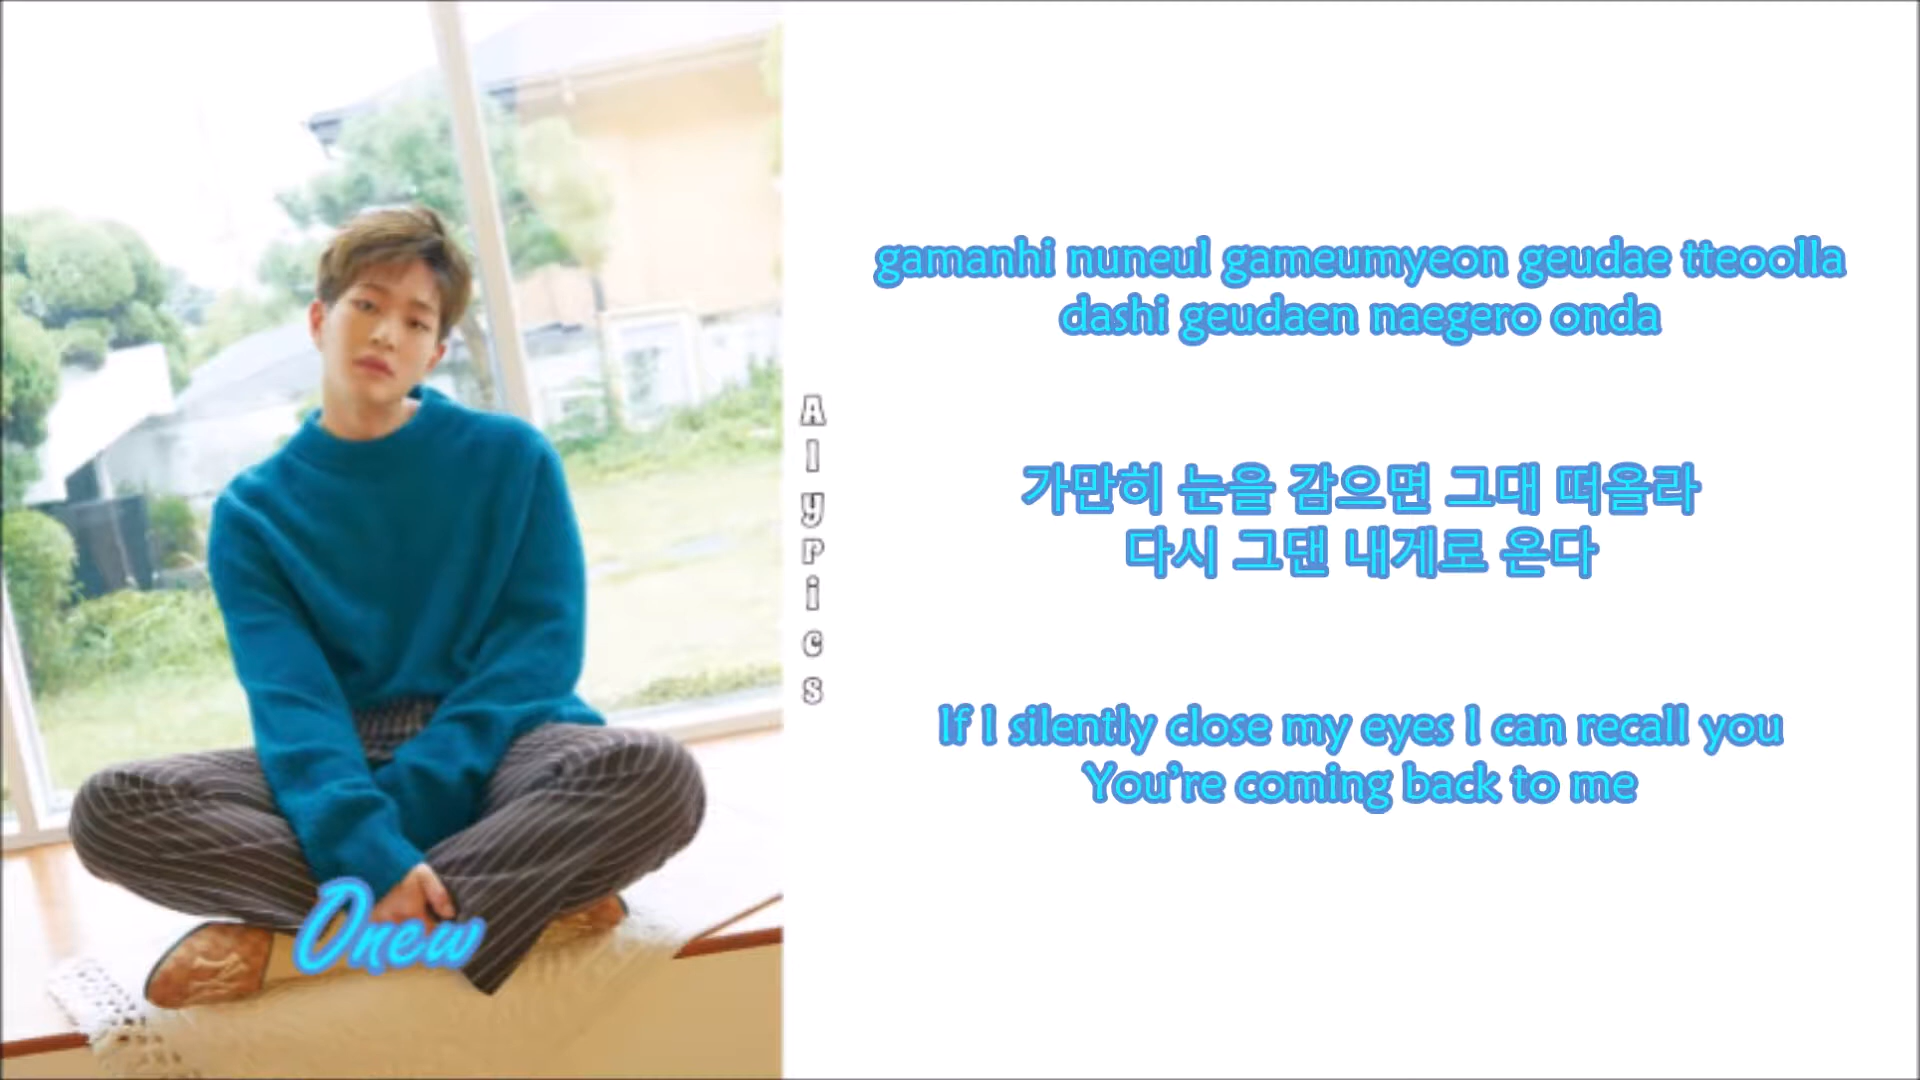 gamanhi nuneul gameumyeon geudae tteoolla
dashi geudaen naegero onda
가만히 눈을 감으면 그대 떠올라
다시 그댄 내게로 온다
If I silently close my eyes I can recall you
You're coming back to me
AlyPics
Onew